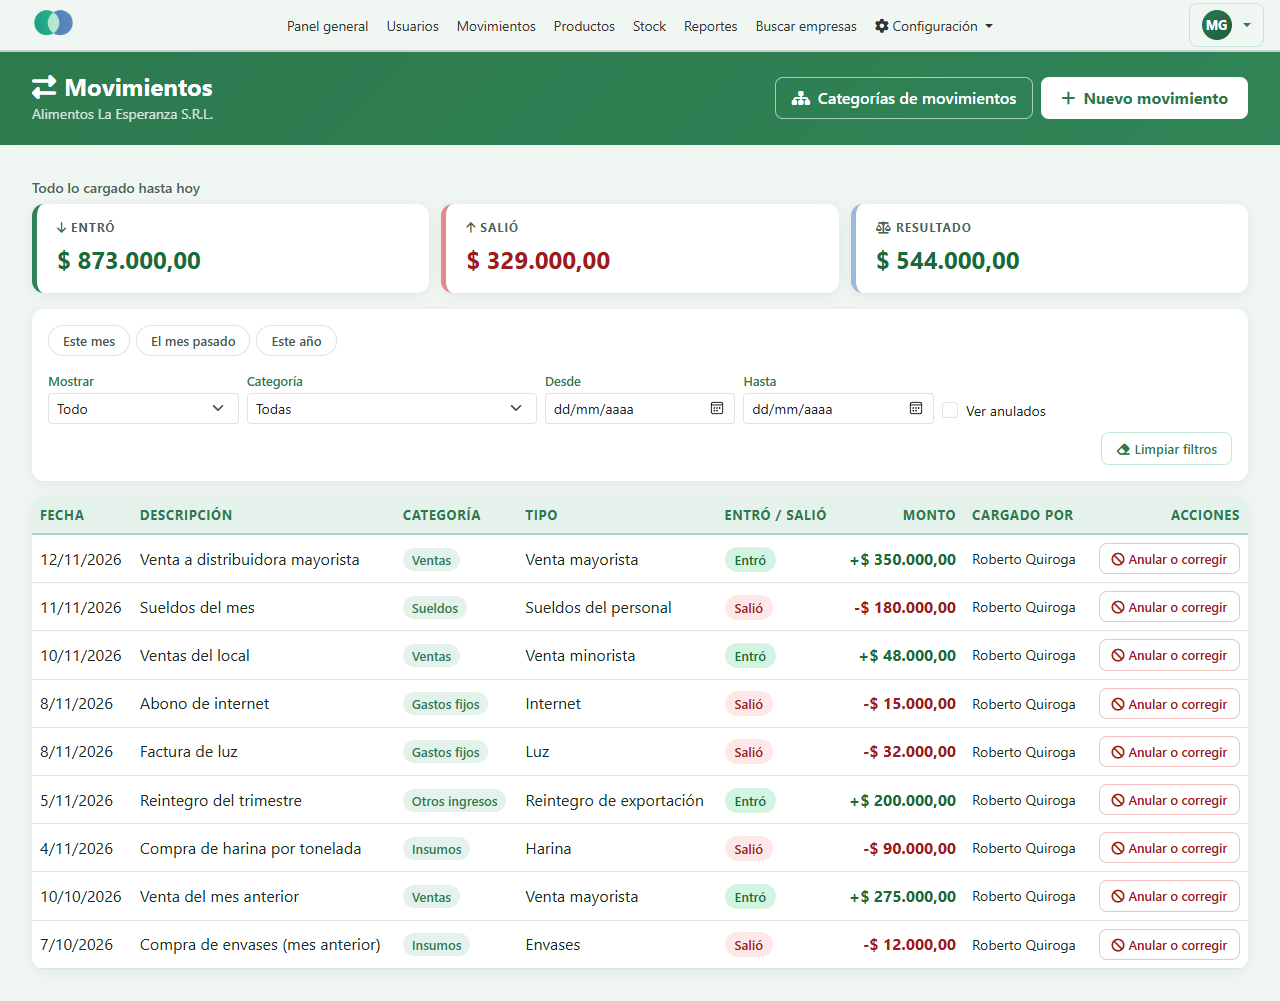 Panel general Usuarios Movimientos Productos Stock Reportes Buscar empresas Configuración MG
Movimientos
Alimentos La Esperanza S.R.L.
Categorías de movimientos
+ Nuevo movimiento
Todo lo cargado hasta hoy
ENTRÓ
$ 873.000,00
SALIÓ
$ 329.000,00
RESULTADO
$ 544.000,00
Este mes El mes pasado Este año
Mostrar Categoría Desde Hasta
Todo Todas dd/mm/aaaa dd/mm/aaaa Ver anulados
Limpiar filtros
FECHA DESCRIPCIÓN CATEGORÍA TIPO ENTRÓ / SALIÓ MONTO CARGADO POR ACCIONES
12/11/2026 Venta a distribuidora mayorista Ventas Venta mayorista Entró +$ 350.000,00 Roberto Quiroga Anular o corregir
11/11/2026 Sueldos del mes Sueldos Sueldos del personal Salió -$ 180.000,00 Roberto Quiroga Anular o corregir
10/11/2026 Ventas del local Ventas Venta minorista Entró +$ 48.000,00 Roberto Quiroga Anular o corregir
8/11/2026 Abono de internet Gastos fijos Internet Salió -$ 15.000,00 Roberto Quiroga Anular o corregir
8/11/2026 Factura de luz Gastos fijos Luz Salió -$ 32.000,00 Roberto Quiroga Anular o corregir
5/11/2026 Reintegro del trimestre Otros ingresos Reintegro de exportación Entró +$ 200.000,00 Roberto Quiroga Anular o corregir
4/11/2026 Compra de harina por tonelada Insumos Harina Salió -$ 90.000,00 Roberto Quiroga Anular o corregir
10/10/2026 Venta del mes anterior Ventas Venta mayorista Entró +$ 275.000,00 Roberto Quiroga Anular o corregir
7/10/2026 Compra de envases (mes anterior) Insumos Envases Salió -$ 12.000,00 Roberto Quiroga Anular o corregir